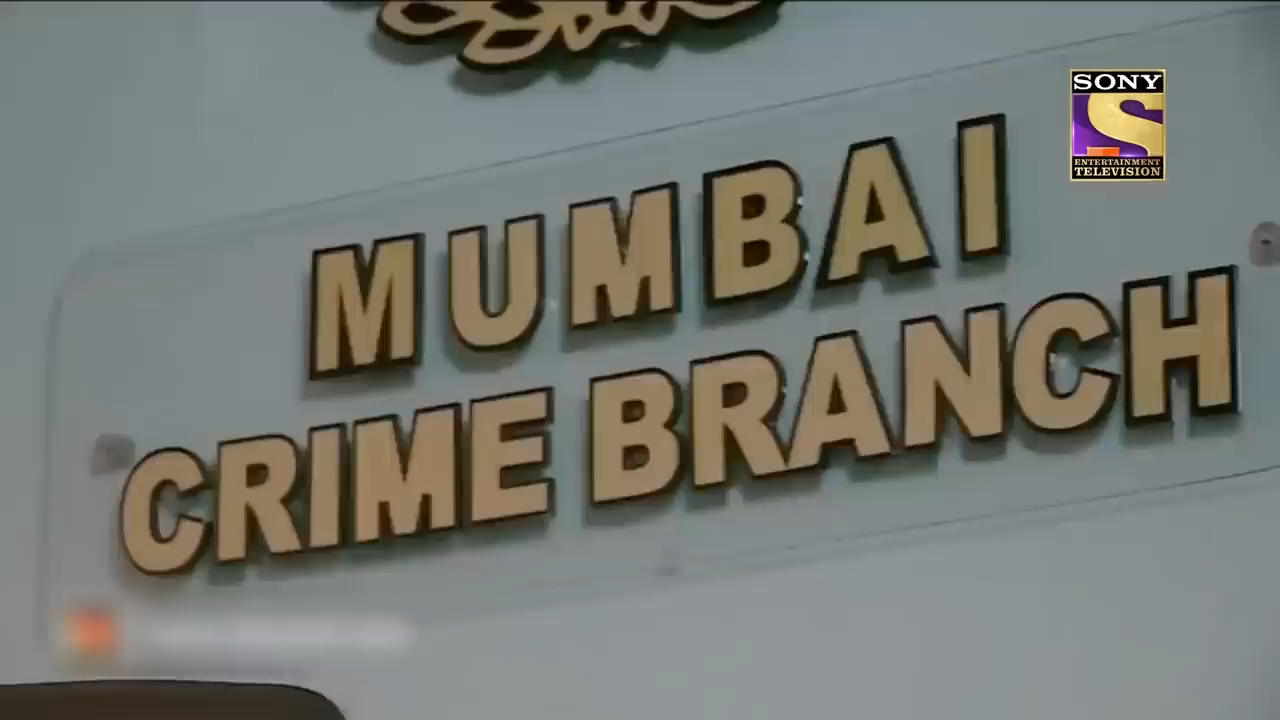 SONY
ENTERTAINMENT
TELEVISION
MUMBAI
CRIME BRANCH